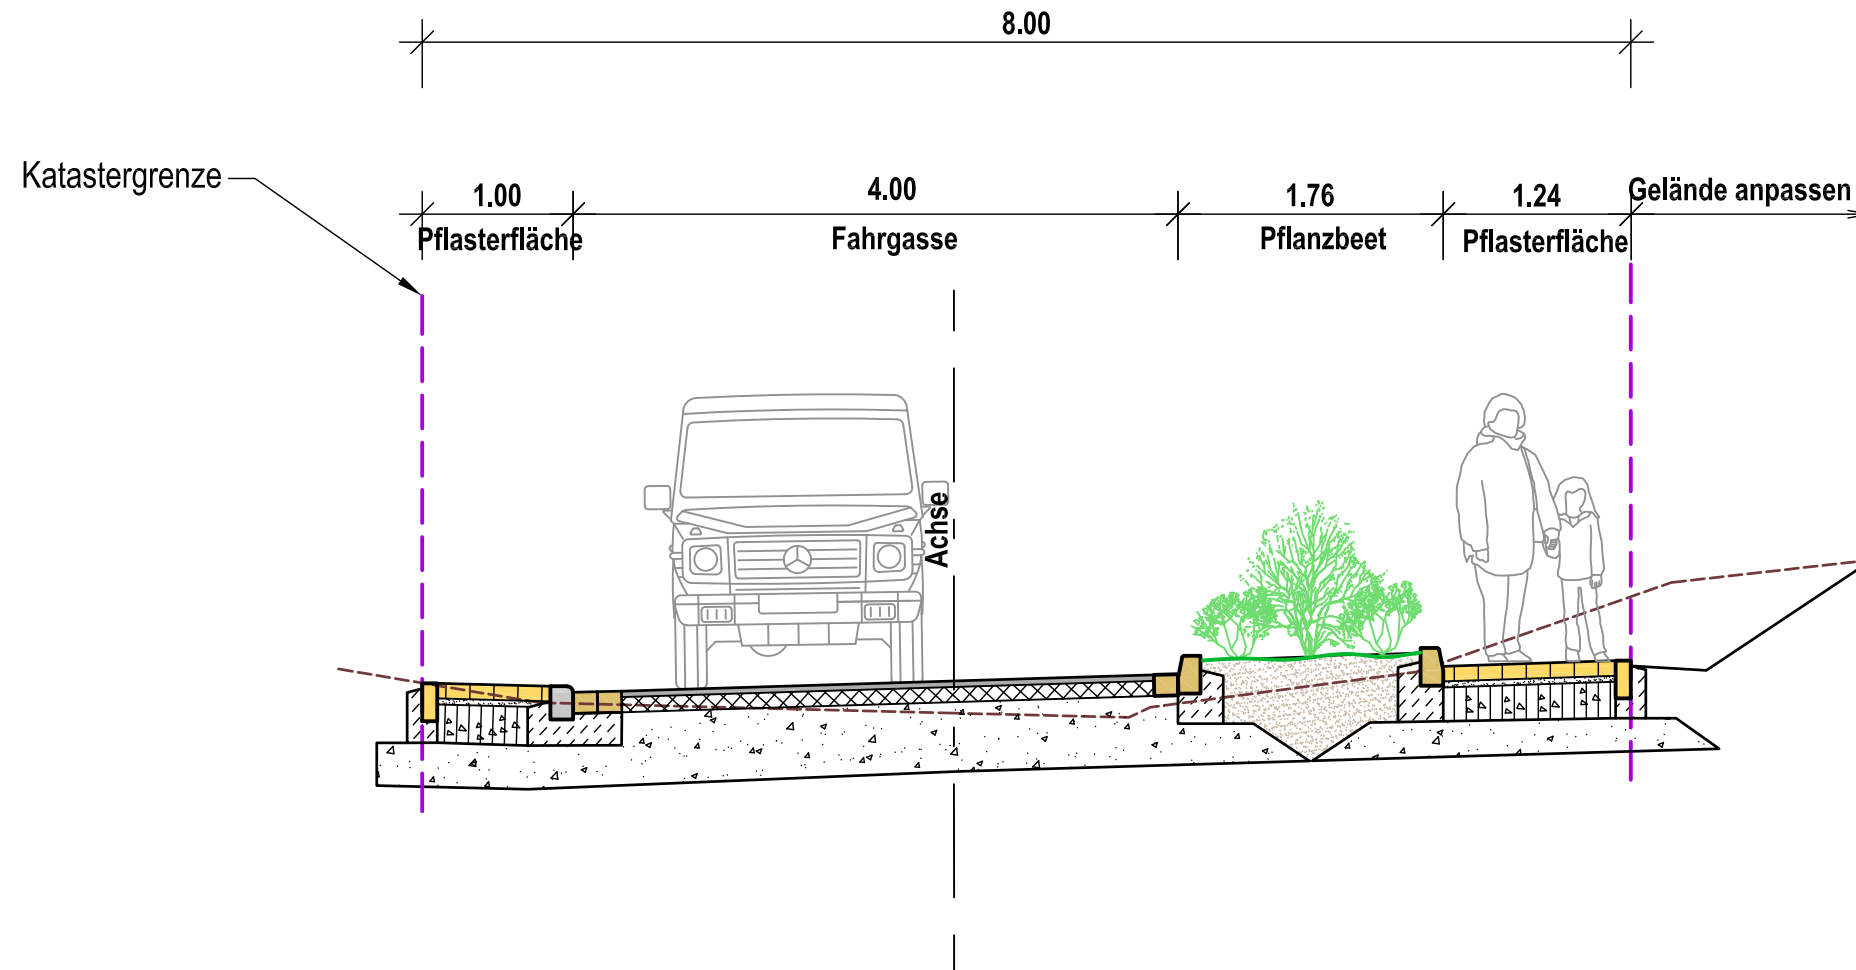 8.00
Katastergrenze
1.00
4.00
1.76
1.24
Gelände anpassen
Pflasterfläche
Fahrgasse
Pflanzbeet
Pflasterfläche
Achse